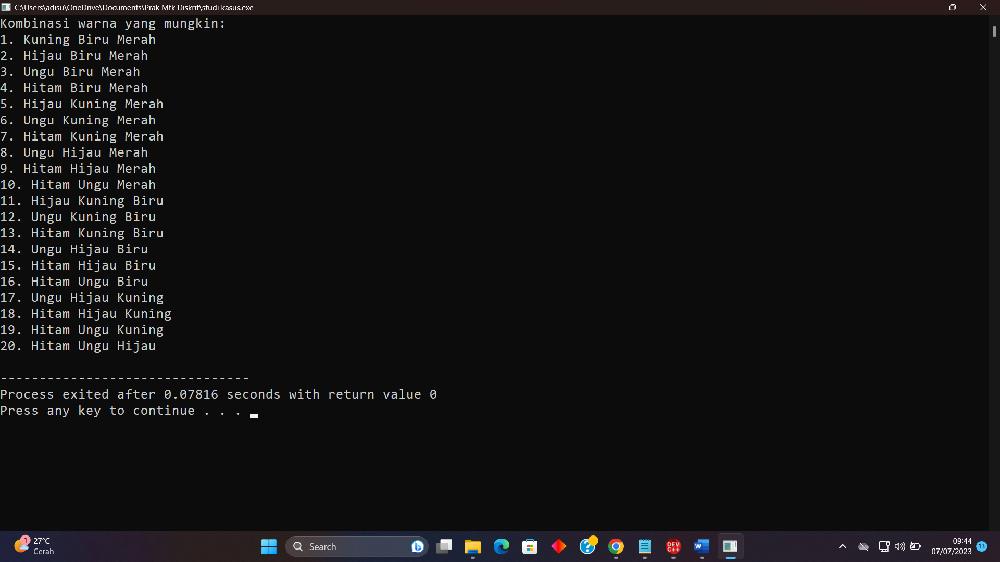 C:\Users\adisu\OneDrive\Documents\Prak Mtk Diskrit\studi kasus.exe
Kombinasi warna yang mungkin:
1. Kuning Biru Merah
2. Hijau Biru Merah
3. Ungu Biru Merah
4. Hitam Biru Merah
5. Hijau Kuning Merah
6. Ungu Kuning Merah
7. Hitam Kuning Merah
8. Ungu Hijau Merah
9. Hitam Hijau Merah
10. Hitam Ungu Merah
11. Hijau Kuning Biru
12. Ungu Kuning Biru
13. Hitam Kuning Biru
14. Ungu Hijau Biru
15. Hitam Hijau Biru
16. Hitam Ungu Biru
17. Ungu Hijau Kuning
18. Hitam Hijau Kuning
19. Hitam Ungu Kuning
20. Hitam Ungu Hijau
--------------------------------
Process exited after 0.07816 seconds with return value 0
Press any key to continue . . .
1
27°C
Cerah
Search
DEV C++
W
09:44
07/07/2023
13